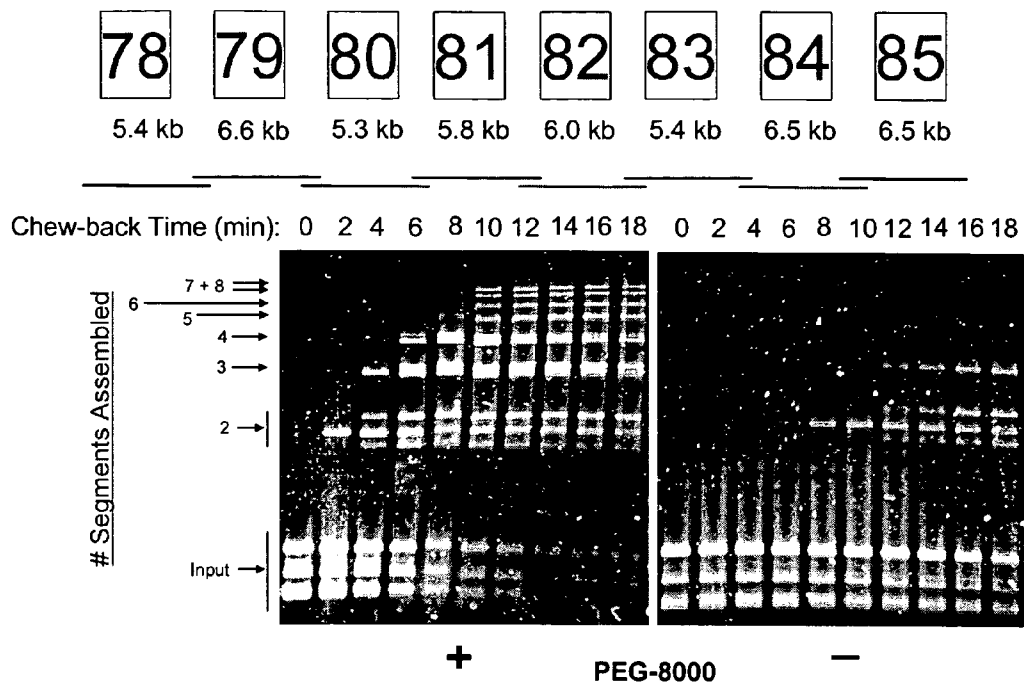 78 79 80 81 82 83 84 85
5.4 kb 6.6 kb 5.3 kb 5.8 kb 6.0 kb 5.4 kb 6.5 kb 6.5 kb
Chew-back Time (min): 0 2 4 6 8 10 12 14 16 18 0 2 4 6 8 10 12 14 16 18
# Segments Assembled
7 + 8
6
5
4
3
2
Input
+ PEG-8000 −